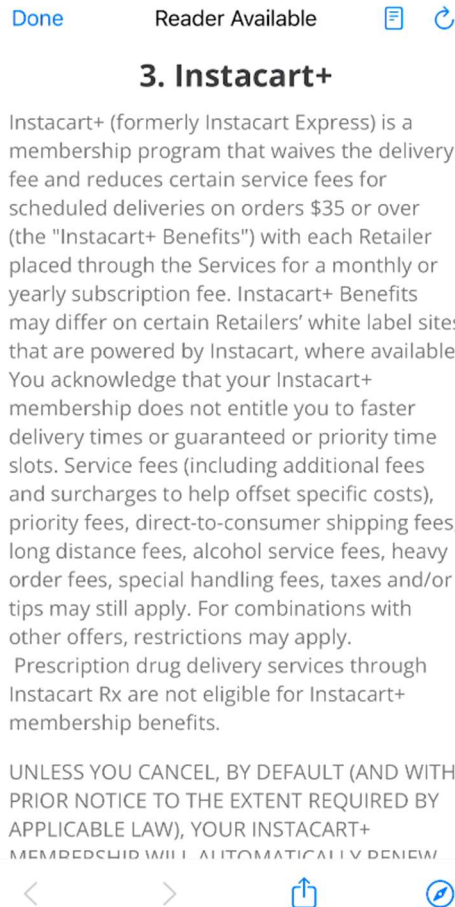 Done Reader Available
3. Instacart+
Instacart+ (formerly Instacart Express) is a
membership program that waives the delivery
fee and reduces certain service fees for
scheduled deliveries on orders $35 or over
(the "Instacart+ Benefits") with each Retailer
placed through the Services for a monthly or
yearly subscription fee. Instacart+ Benefits
may differ on certain Retailers’ white label sites
that are powered by Instacart, where available
You acknowledge that your Instacart+
membership does not entitle you to faster
delivery times or guaranteed or priority time
slots. Service fees (including additional fees
and surcharges to help offset specific costs),
priority fees, direct-to-consumer shipping fees
long distance fees, alcohol service fees, heavy
order fees, special handling fees, taxes and/or
tips may still apply. For combinations with
other offers, restrictions may apply.
Prescription drug delivery services through
Instacart Rx are not eligible for Instacart+
membership benefits.
UNLESS YOU CANCEL, BY DEFAULT (AND WITH
PRIOR NOTICE TO THE EXTENT REQUIRED BY
APPLICABLE LAW), YOUR INSTACART+
MEMBERSHIP WILL AUTOMATICALLY RENEW